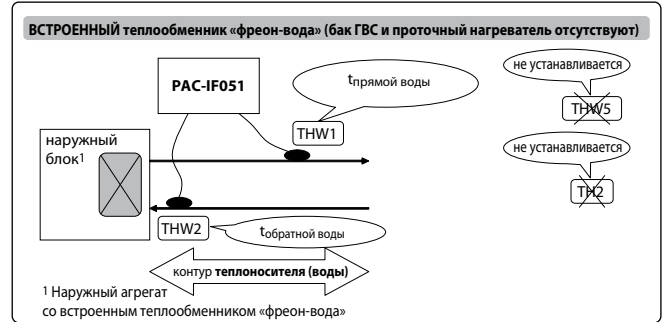 ВСТРОЕННЫЙ теплообменник «фреон-вода» (бак ГВС и проточный нагреватель отсутствуют)
PAC-IF051
tпрямой воды
не устанавливается
THW5
THW1
наружный
блок1
не устанавливается
TH2
THW2
tобратной воды
контур теплоносителя (воды)
1 Наружный агрегат
со встроенным теплообменником «фреон-вода»